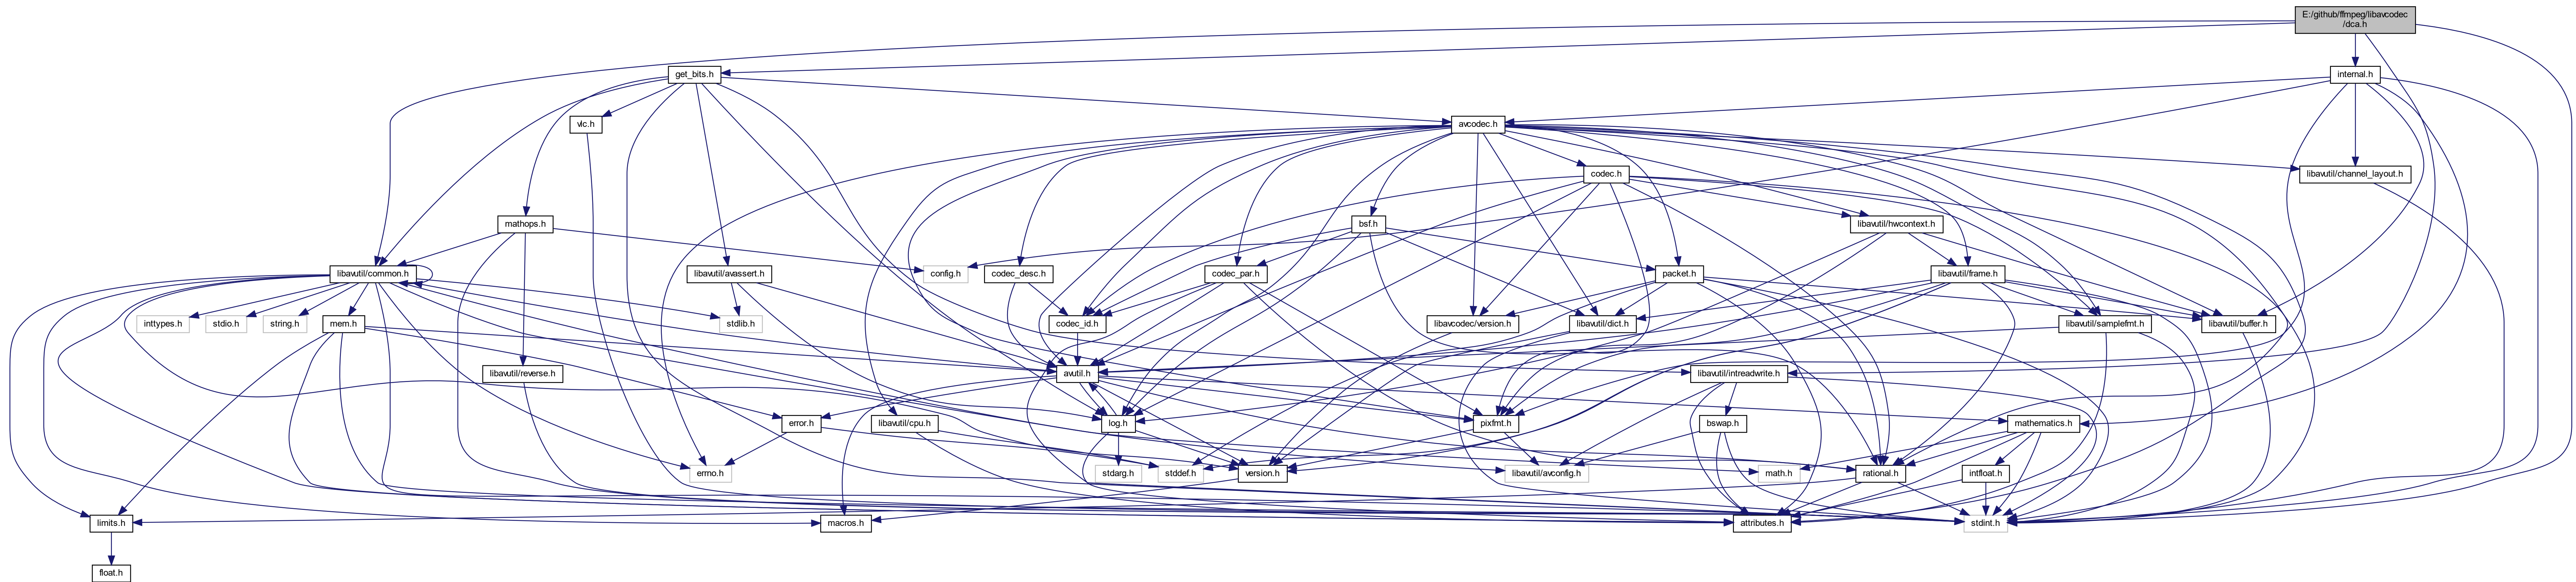 E:/github/ffmpeg/libavcodec
/dca.h
get_bits.h
internal.h
vlc.h
avcodec.h
codec.h
libavutil/channel_layout.h
mathops.h
bsf.h
libavutil/hwcontext.h
libavutil/common.h
libavutil/avassert.h
config.h
codec_desc.h
codec_par.h
packet.h
libavutil/frame.h
inttypes.h
stdio.h
string.h
mem.h
stdlib.h
codec_id.h
libavcodec/version.h
libavutil/dict.h
libavutil/samplefmt.h
libavutil/buffer.h
libavutil/reverse.h
avutil.h
libavutil/intreadwrite.h
error.h
libavutil/cpu.h
log.h
pixfmt.h
bswap.h
mathematics.h
errno.h
stdarg.h
stddef.h
version.h
libavutil/avconfig.h
math.h
rational.h
intfloat.h
limits.h
macros.h
attributes.h
stdint.h
float.h